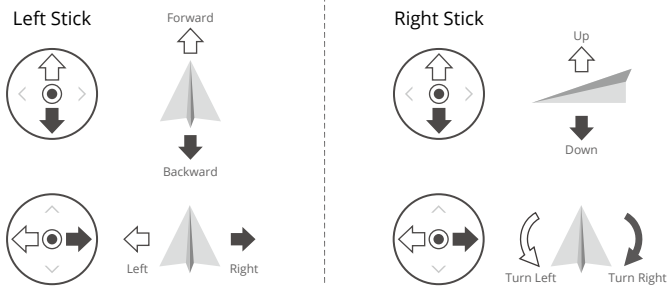 Left Stick
Forward
Backward
Left
Right
Right Stick
Up
Down
Turn Left
Turn Right